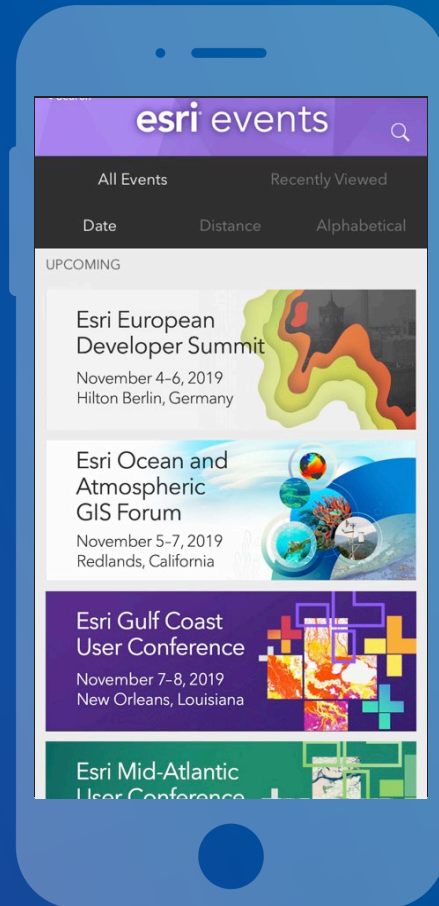 esri events
All Events Recently Viewed
Date Distance Alphabetical
UPCOMING
Esri European
Developer Summit
November 4–6, 2019
Hilton Berlin, Germany
Esri Ocean and
Atmospheric
GIS Forum
November 5–7, 2019
Redlands, California
Esri Gulf Coast
User Conference
November 7–8, 2019
New Orleans, Louisiana
Esri Mid-Atlantic
User Conference